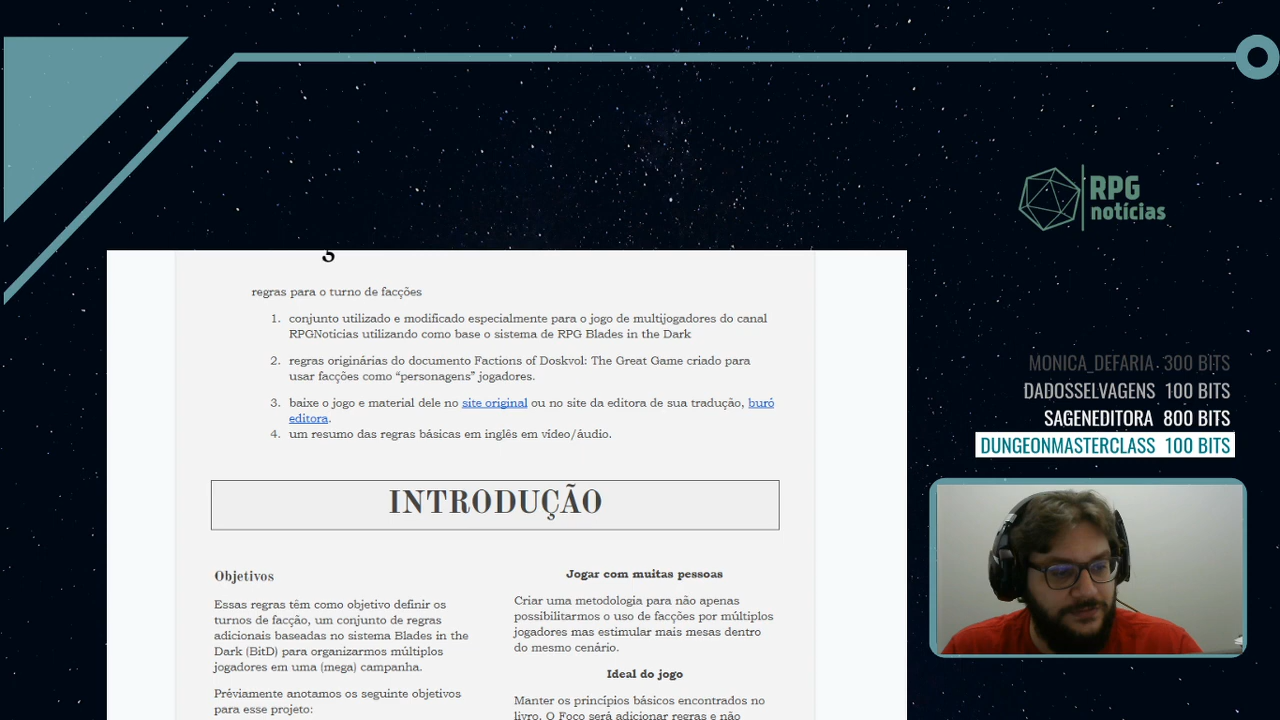 RPG
notícias
regras para o turno de facções
1. conjunto utilizado e modificado especialmente para o jogo de multijogadores do canal
RPGNoticias utilizando como base o sistema de RPG Blades in the Dark
2. regras originárias do documento Factions of Doskvol: The Great Game criado para
usar facções como “personagens” jogadores.
3. baixe o jogo e material dele no site original ou no site da editora de sua tradução, buró
editora.
4. um resumo das regras básicas em inglês em vídeo/áudio.
INTRODUÇÃO
Objetivos
Essas regras têm como objetivo definir os
turnos de facção, um conjunto de regras
adicionais baseadas no sistema Blades in the
Dark (BitD) para organizarmos múltiplos
jogadores em uma (mega) campanha.
Préviamente anotamos os seguinte objetivos
para esse projeto:
Jogar com muitas pessoas
Criar uma metodologia para não apenas
possibilitarmos o uso de facções por múltiplos
jogadores mas estimular mais mesas dentro
do mesmo cenário.
Ideal do jogo
Manter os princípios básicos encontrados no
livro. O Foco será adicionar regras e não
MONICA_DEFARIA 300 BITS
DADOSSELVAGENS 100 BITS
SAGENEDITORA 800 BITS
DUNGEONMASTERCLASS 100 BITS